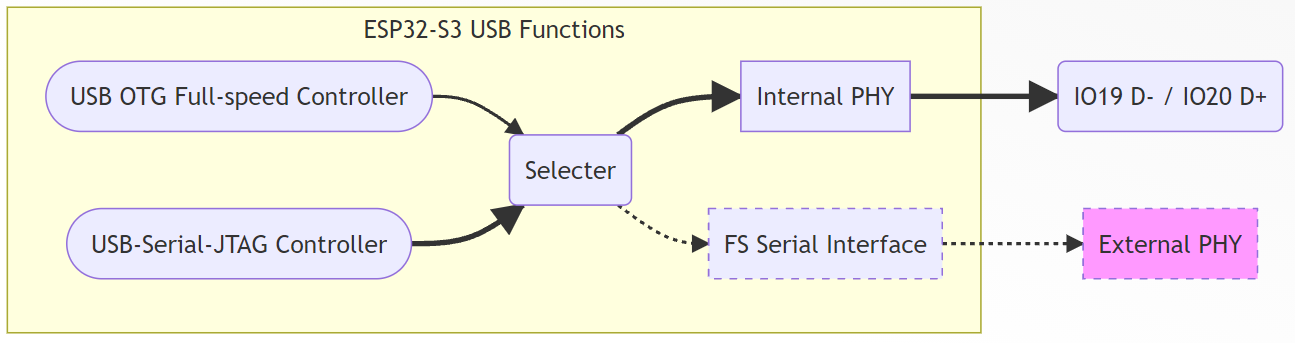 ESP32-S3 USB Functions
USB OTG Full-speed Controller
Internal PHY
IO19 D- / IO20 D+
Selecter
USB-Serial-JTAG Controller
FS Serial Interface
External PHY